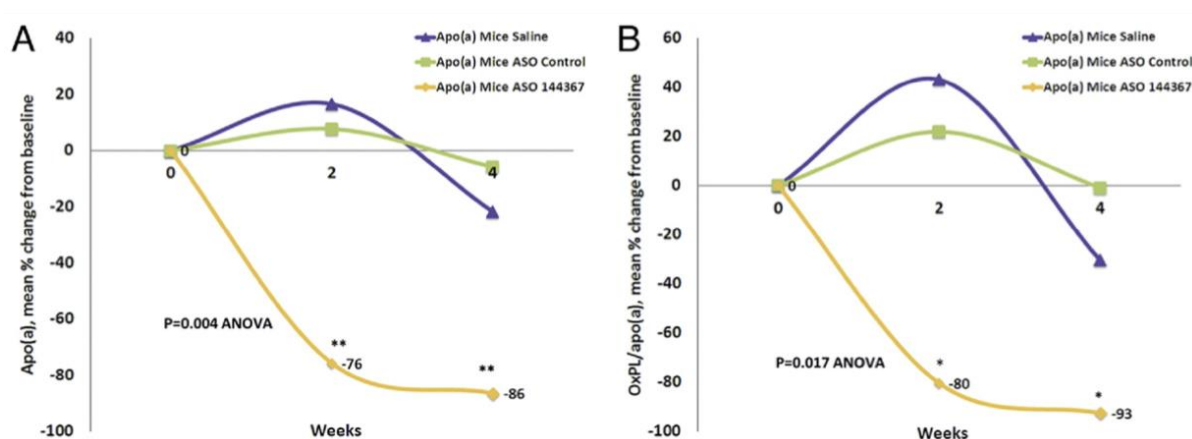 A
Apo(a), mean % change from baseline
40
20
0
-20
-40
-60
-80
-100
Apo(a) Mice Saline
Apo(a) Mice ASO Control
Apo(a) Mice ASO 144367
0
0
2
4
P=0.004 ANOVA
**
-76
**
-86
Weeks
B
OxPL/apo(a), mean % change from baseline
60
40
20
0
-20
-40
-60
-80
-100
Apo(a) Mice Saline
Apo(a) Mice ASO Control
Apo(a) Mice ASO 144367
0
0
2
4
P=0.017 ANOVA
*
-80
*
-93
Weeks